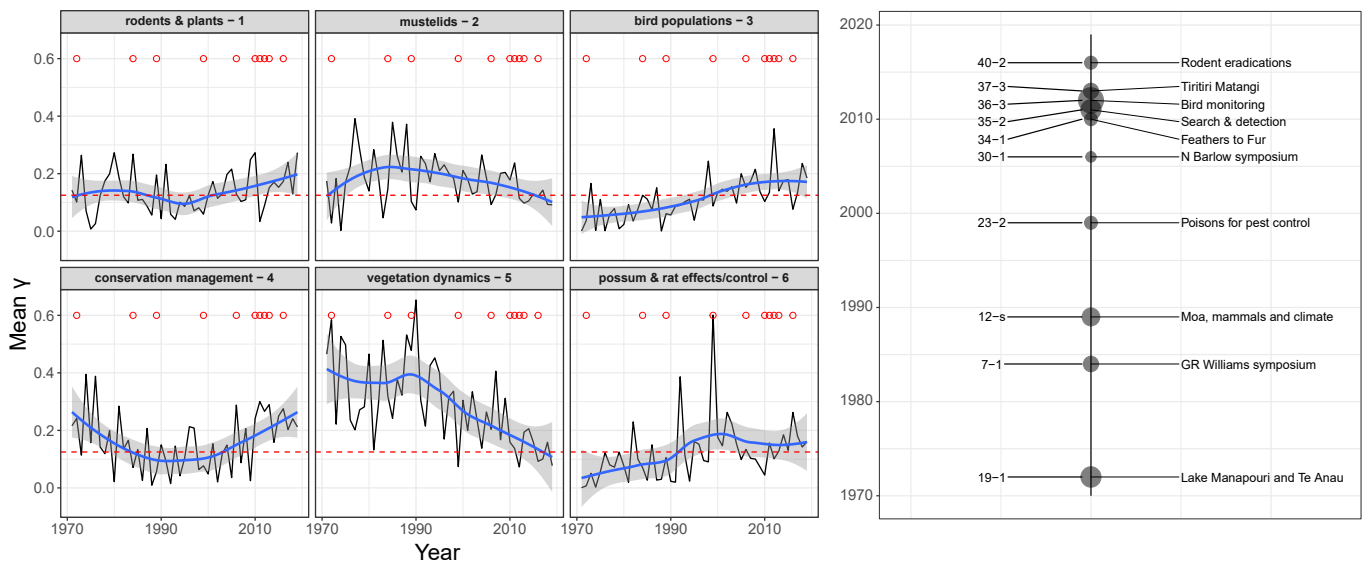 rodents & plants − 1
mustelids − 2
bird populations − 3
0.6
0.4
0.2
0.0
conservation management − 4
vegetation dynamics − 5
possum & rat effects/control − 6
0.6
0.4
0.2
0.0
1970
1990
2010
1970
1990
2010
1970
1990
2010
Mean γ
Year
2020
2010
2000
1990
1980
1970
40−2
Rodent eradications
37−3
Tiritiri Matangi
36−3
Bird monitoring
35−2
Search & detection
34−1
Feathers to Fur
30−1
N Barlow symposium
23−2
Poisons for pest control
12−s
Moa, mammals and climate
7−1
GR Williams symposium
19−1
Lake Manapouri and Te Anau